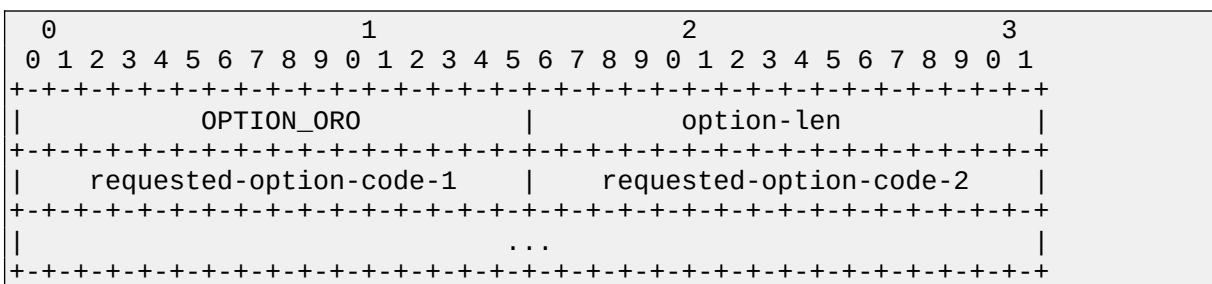 0                   1                   2                   3
 0 1 2 3 4 5 6 7 8 9 0 1 2 3 4 5 6 7 8 9 0 1 2 3 4 5 6 7 8 9 0 1
+-+-+-+-+-+-+-+-+-+-+-+-+-+-+-+-+-+-+-+-+-+-+-+-+-+-+-+-+-+-+-+-+
|           OPTION_ORO          |         option-len            |
+-+-+-+-+-+-+-+-+-+-+-+-+-+-+-+-+-+-+-+-+-+-+-+-+-+-+-+-+-+-+-+-+
|    requested-option-code-1    |    requested-option-code-2    |
+-+-+-+-+-+-+-+-+-+-+-+-+-+-+-+-+-+-+-+-+-+-+-+-+-+-+-+-+-+-+-+-+
|                              ...                              |
+-+-+-+-+-+-+-+-+-+-+-+-+-+-+-+-+-+-+-+-+-+-+-+-+-+-+-+-+-+-+-+-+